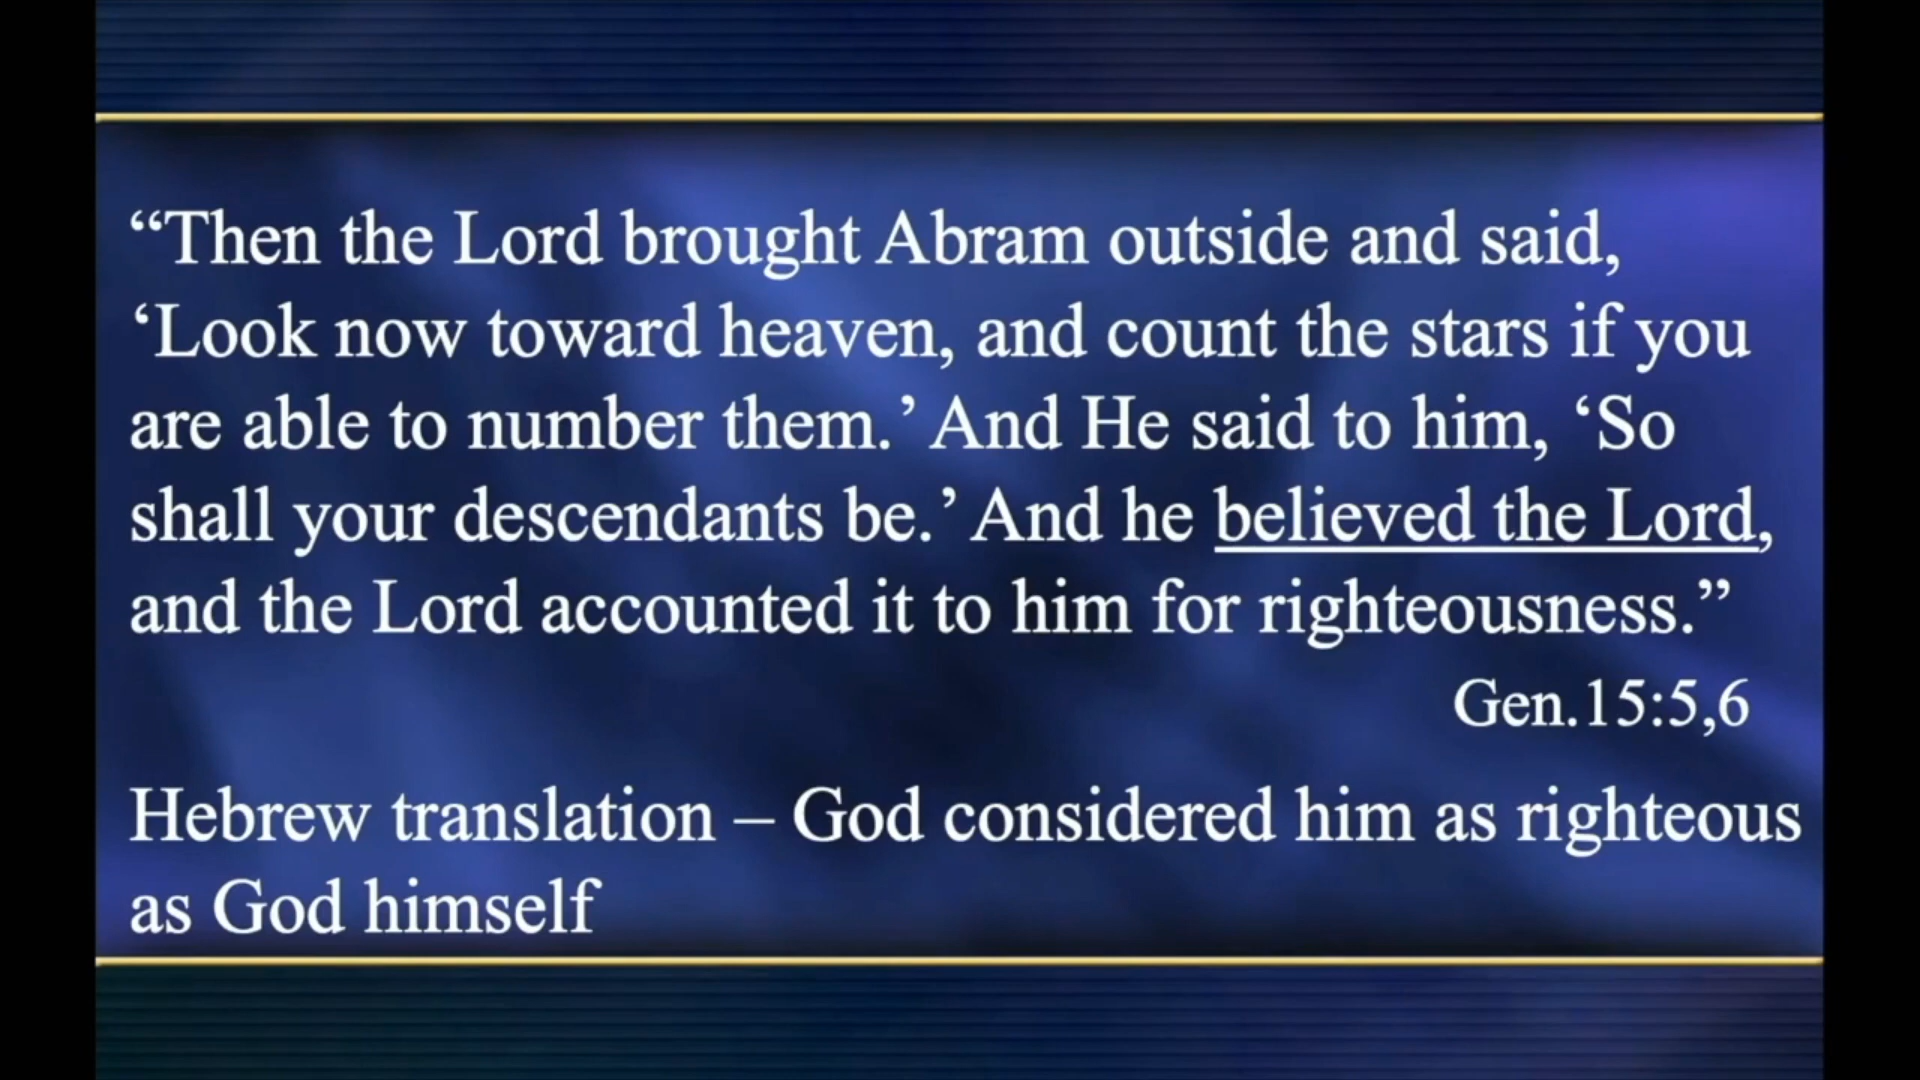 “Then the Lord brought Abram outside and said,
‘Look now toward heaven, and count the stars if you
are able to number them.’ And He said to him, ‘So
shall your descendants be.’ And he believed the Lord,
and the Lord accounted it to him for righteousness.”
Gen.15:5,6
Hebrew translation – God considered him as righteous
as God himself